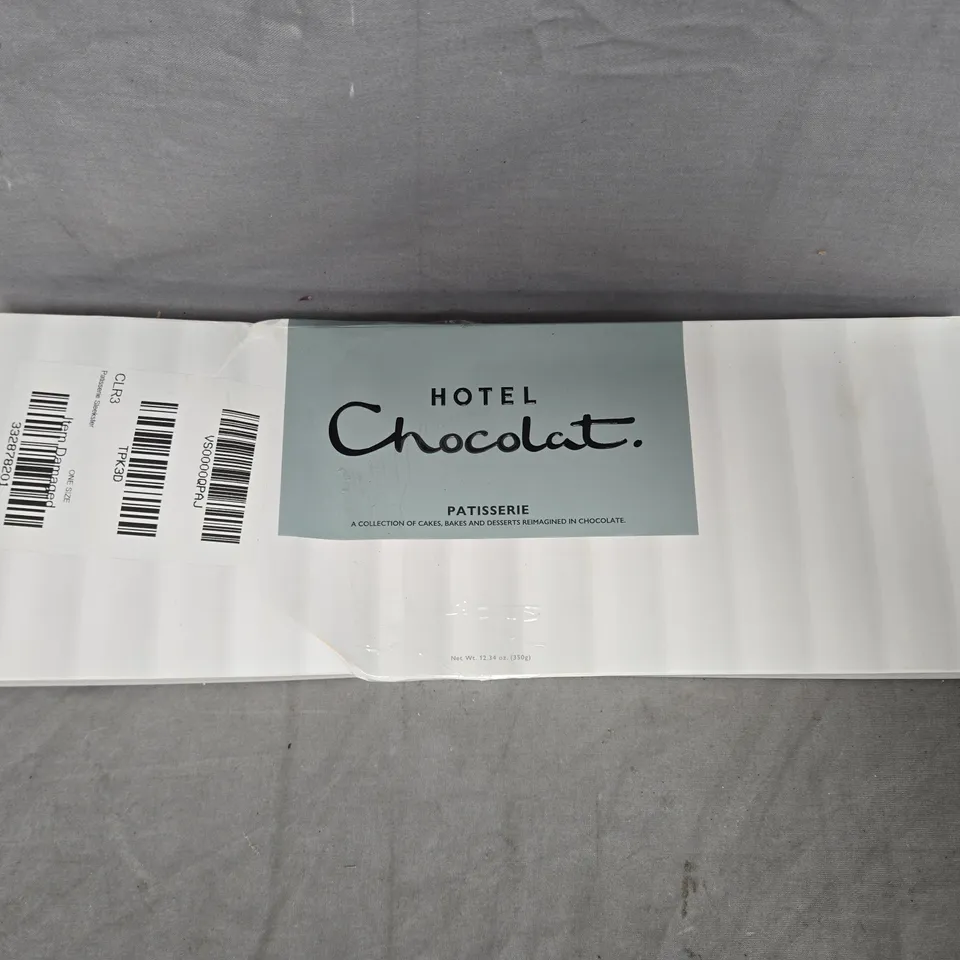 HOTEL
Chocolat.
PATISSERIE
A COLLECTION OF CAKES, BAKES AND DESSERTS REIMAGINED IN CHOCOLATE.
Net Wt. 12.34 oz. (350g)
VS0000QPAJ
CLR3
TPK3D
Patisserie Sleekster
ONE SIZE
Item Damaged
332878201